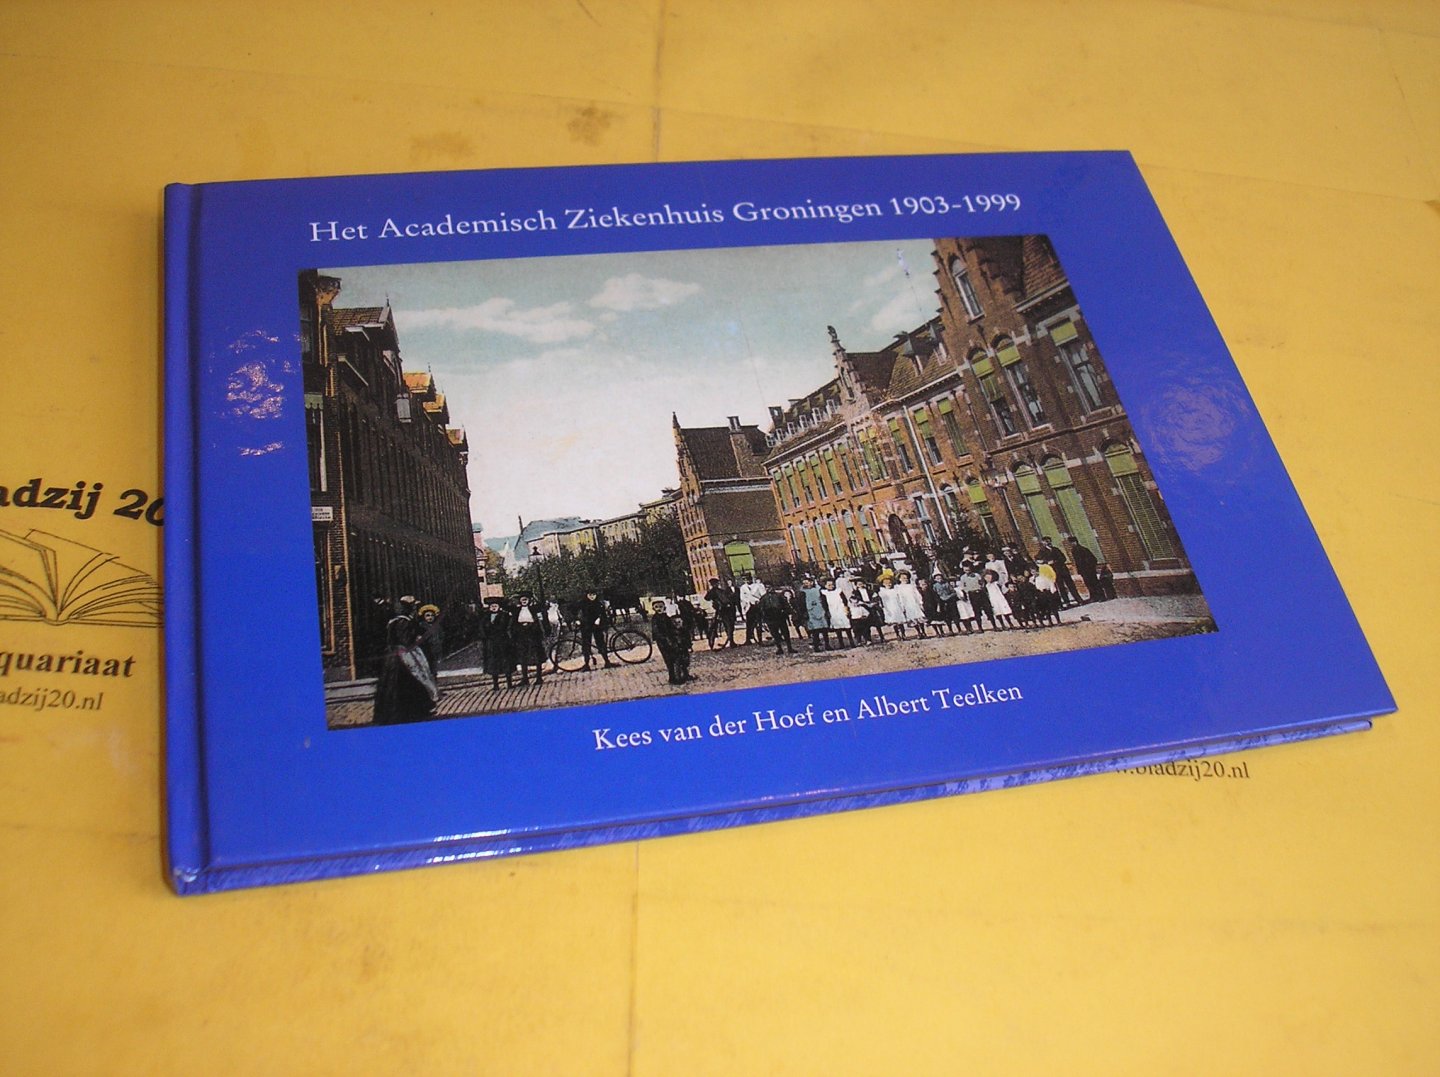 Het Academisch Ziekenhuis Groningen 1903-1999
Kees van der Hoef en Albert Teelken
adzij 20
quariaat
adzij20.nl
.bladzij20.nl